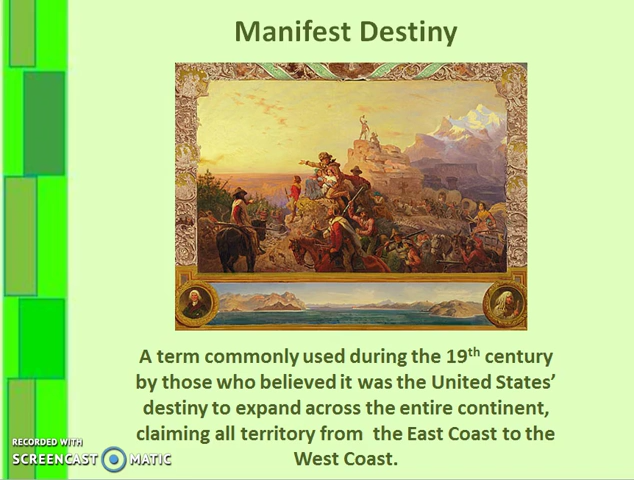 Manifest Destiny
A term commonly used during the 19th century
by those who believed it was the United States’
destiny to expand across the entire continent,
claiming all territory from the East Coast to the
West Coast.
RECORDED WITH
SCREENCAST MATIC